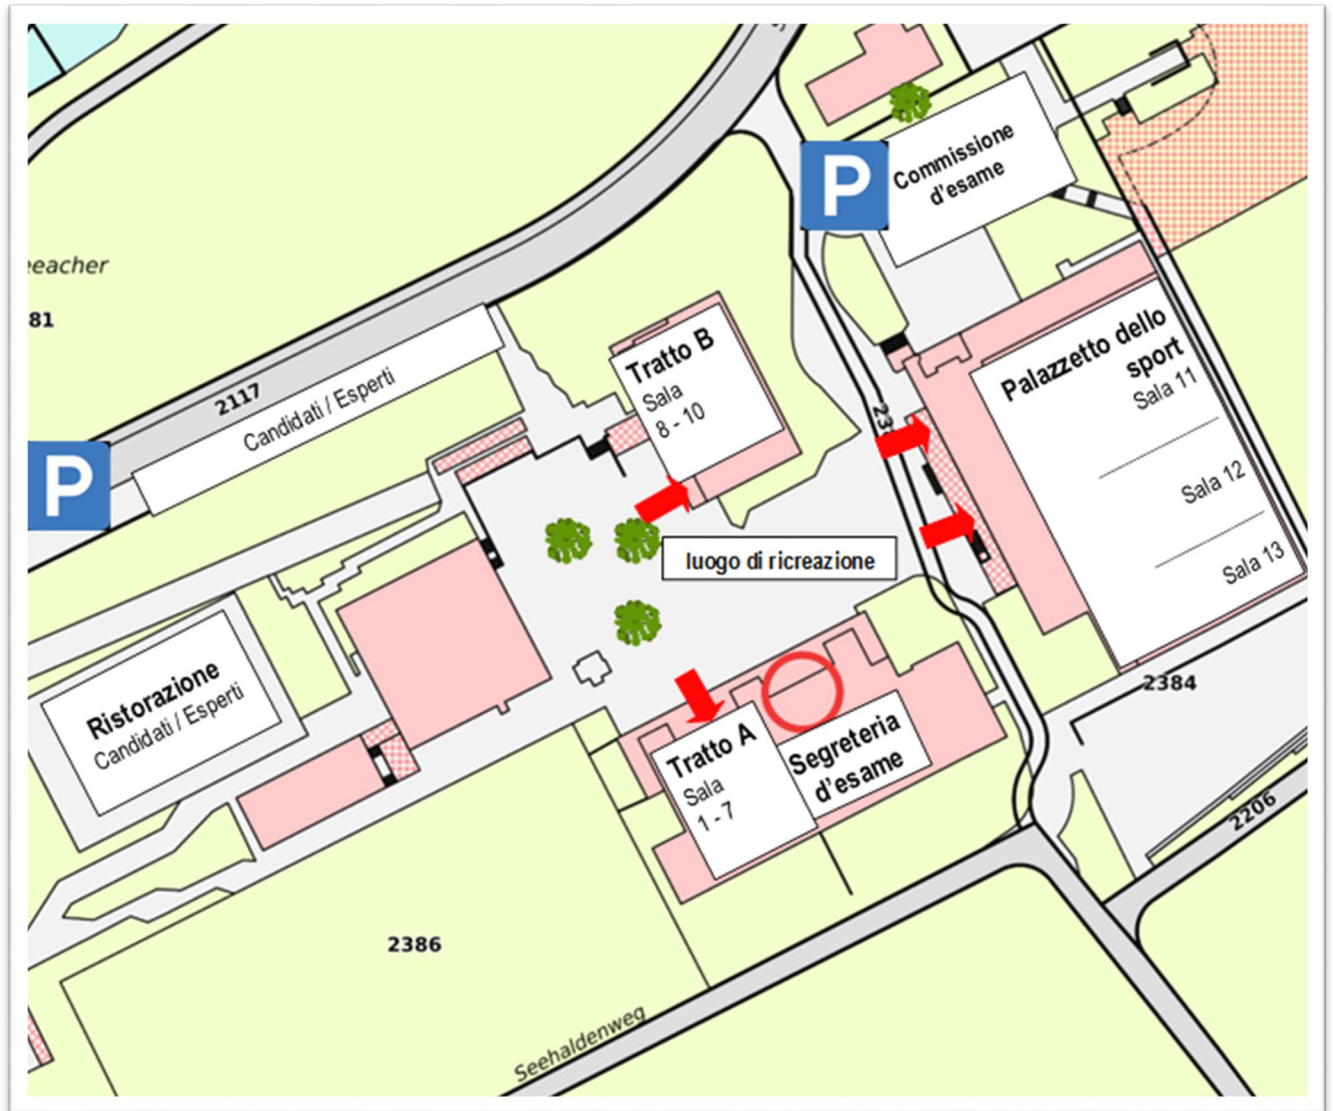 P
Commissione
d'esame
eeacher
81
Palazzetto dello
sport
Sala 11
Sala 12
Sala 13
Tratto B
Sala
8 - 10
2117
Candidati / Esperti
P
luogo di ricreazione
Ristorazione
Candidati / Esperti
Tratto A
Sala
1 - 7
Segreteria
d'esame
2384
2206
2386
Seehaldenweg